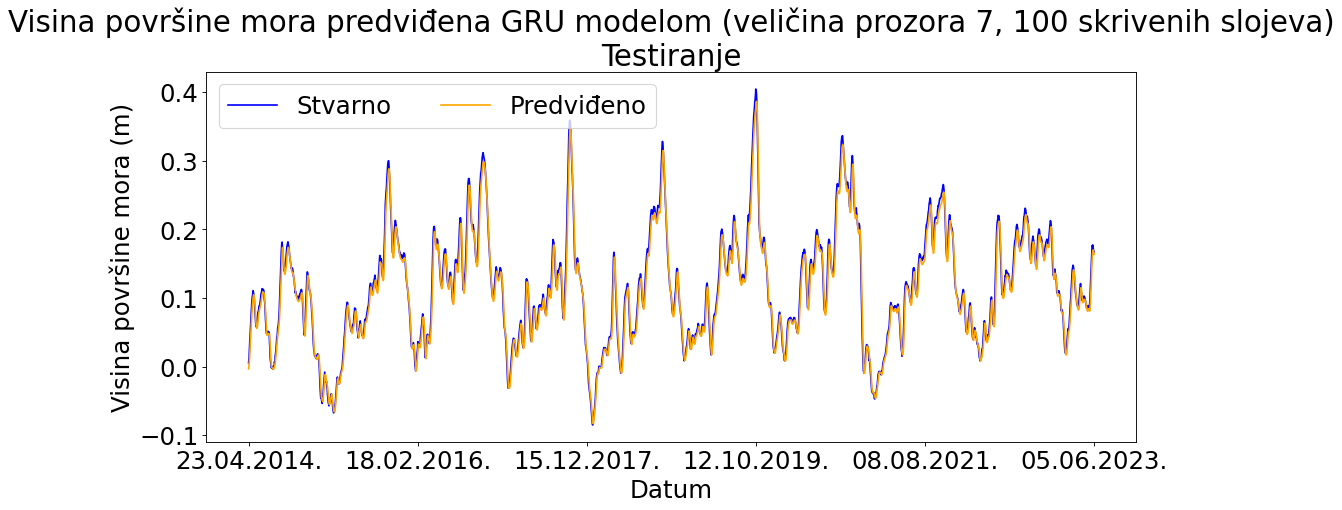 Visina površine mora predviđena GRU modelom (veličina prozora 7, 100 skrivenih slojeva)
Testiranje
Stvarno Predviđeno
Visina površine mora (m)
0.4
0.3
0.2
0.1
0.0
−0.1
23.04.2014. 18.02.2016. 15.12.2017. 12.10.2019. 08.08.2021. 05.06.2023.
Datum